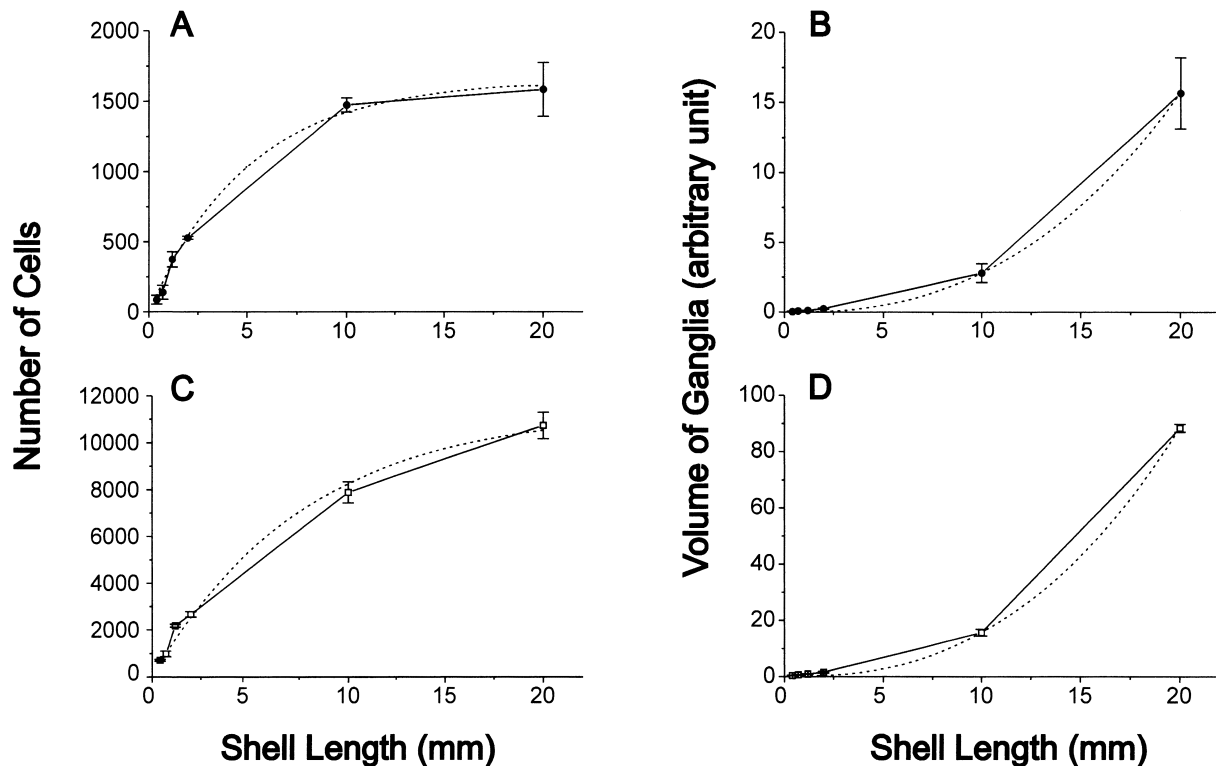 A
2000
1500
1000
500
0
0 5 10 15 20
B
20
15
10
5
0
0 5 10 15 20
C
12000
10000
8000
6000
4000
2000
0
0 5 10 15 20
D
100
80
60
40
20
0
0 5 10 15 20
Number of Cells
Volume of Ganglia (arbitrary unit)
Shell Length (mm)
Shell Length (mm)